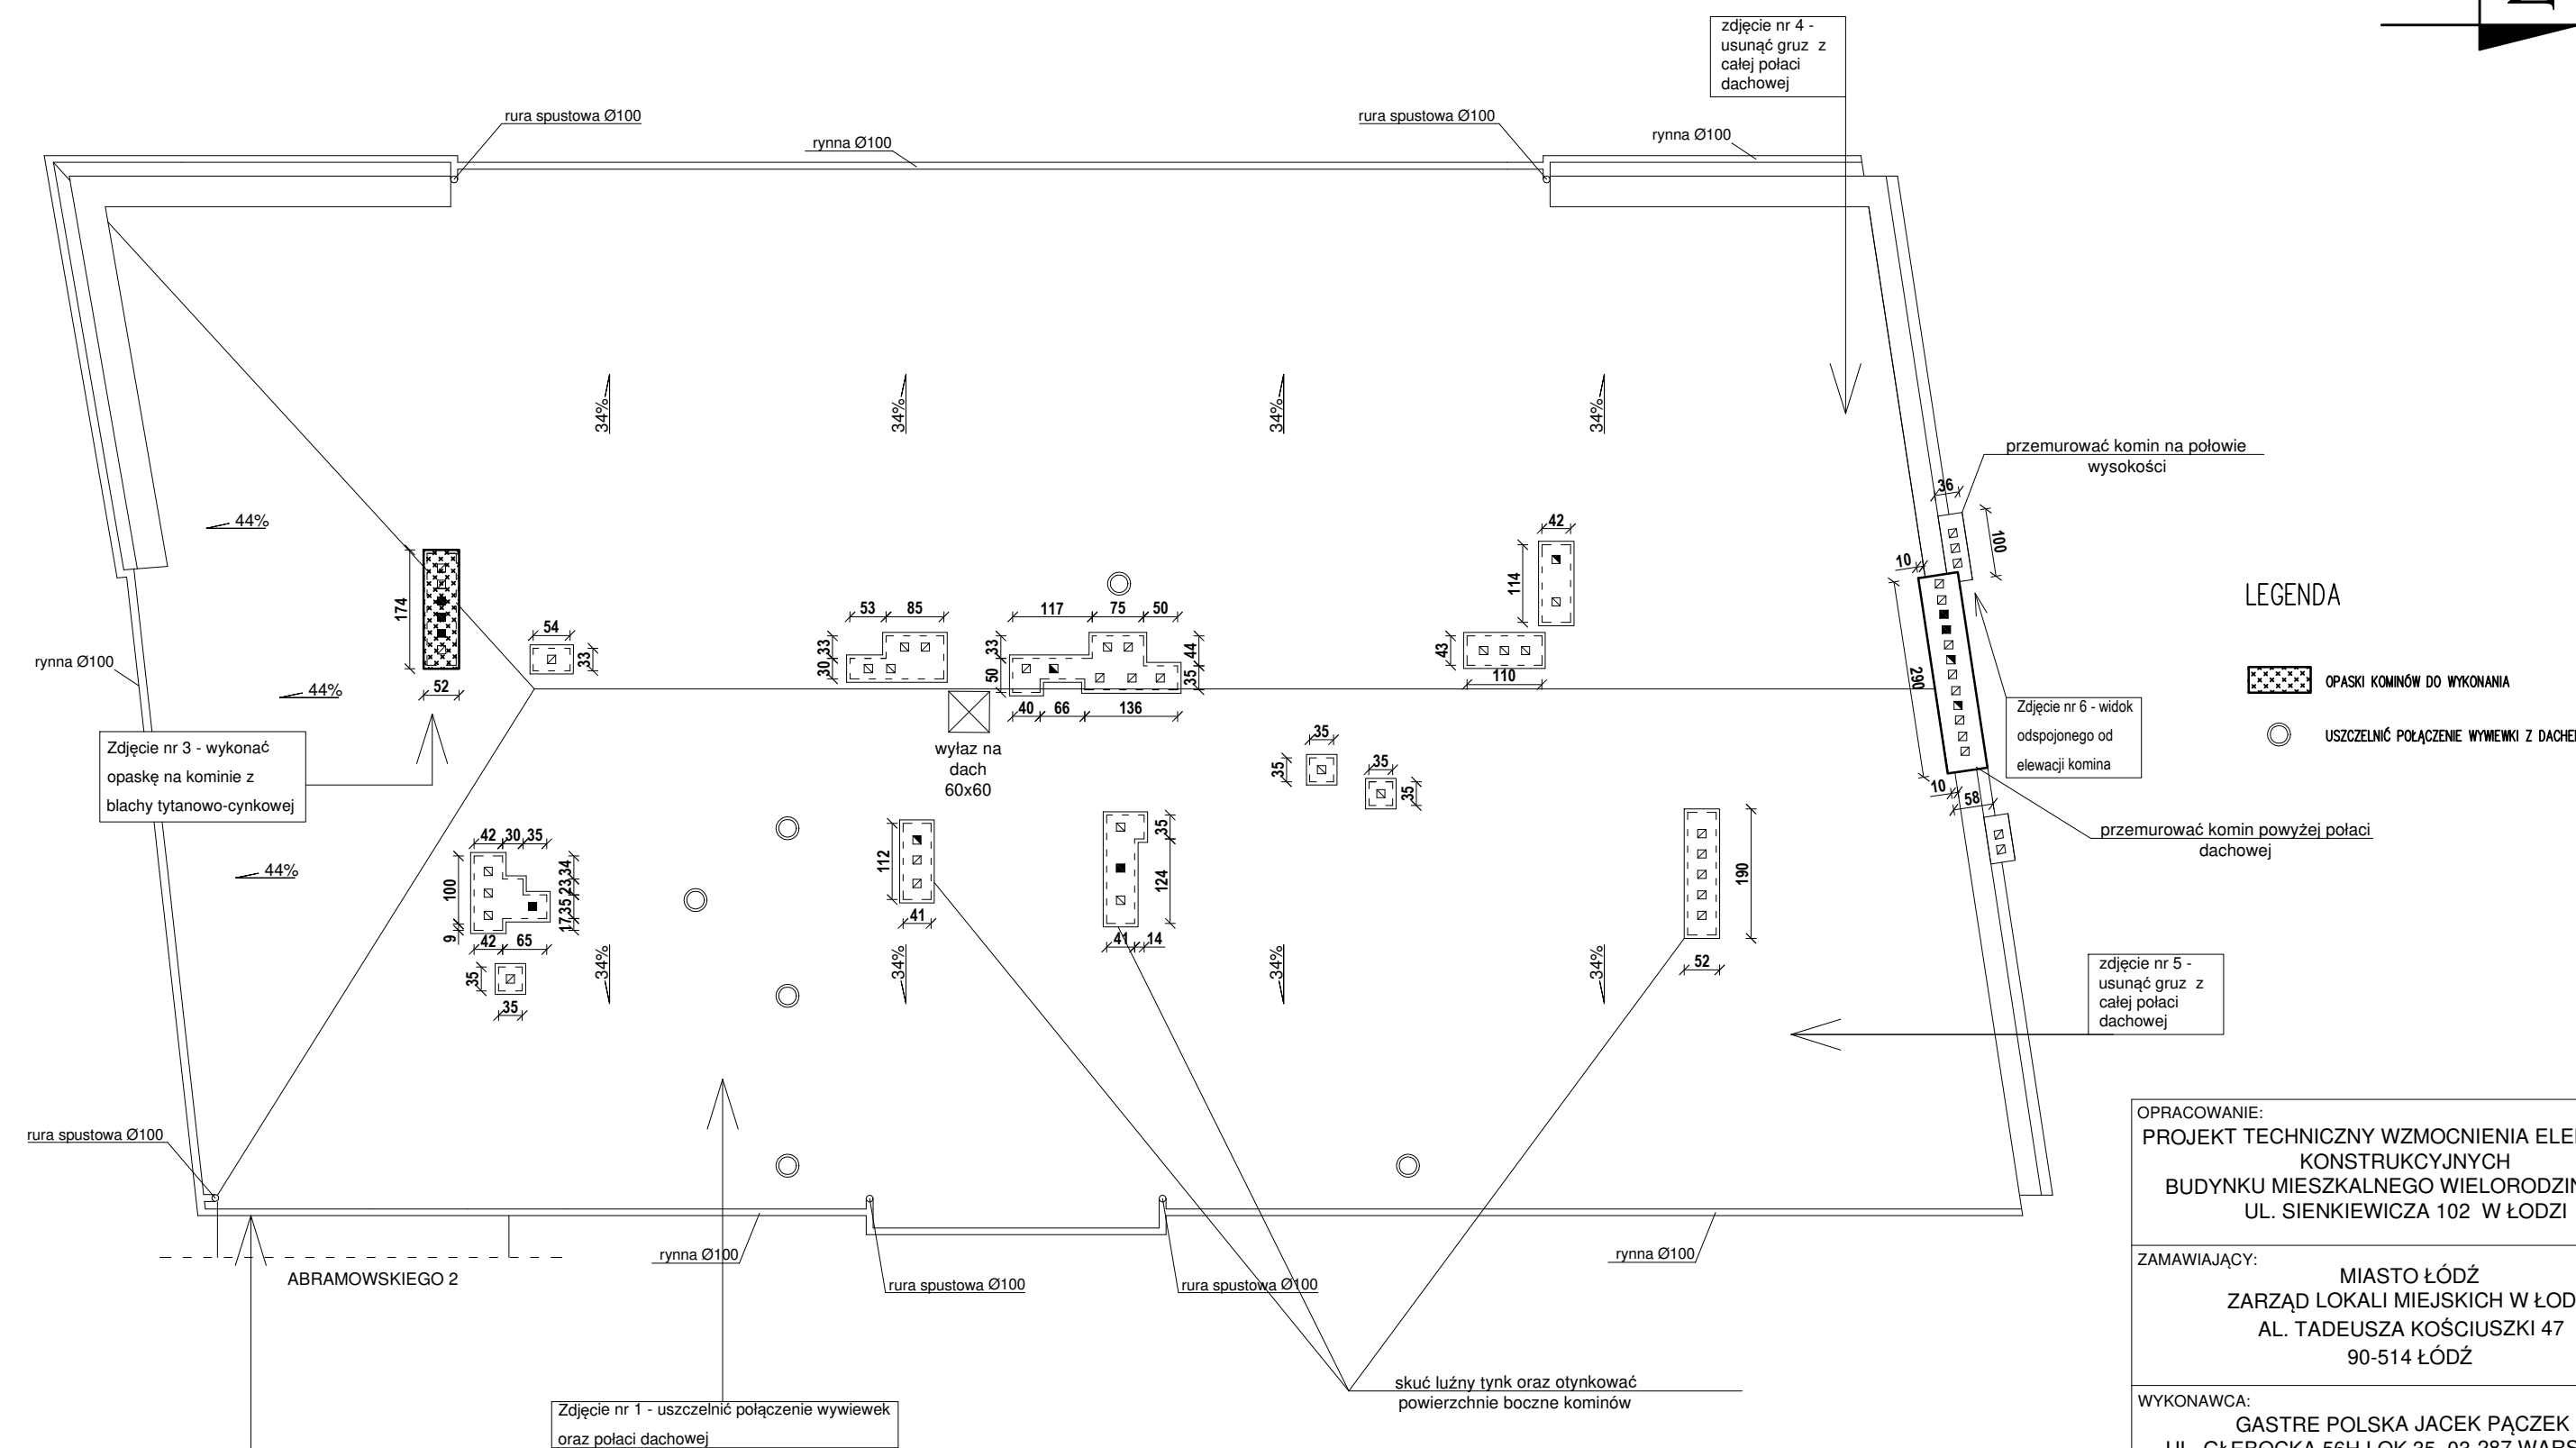 zdjęcie nr 4 -
usunąć gruz z
całej połaci
dachowej
rura spustowa Ø100
rynna Ø100
rura spustowa Ø100
rynna Ø100
34%
34%
34%
34%
44%
44%
44%
przemurować komin na połowie
wysokości
36
100
10
290
10
58
42
114
43
110
174
52
54
33
53
85
33
30
117
75
50
33
50
44
35
40
66
136
rynna Ø100
LEGENDA
OPASKI KOMINÓW DO WYKONANIA
USZCZELNIĆ POŁĄCZENIE WYWIEWKI Z
Zdjęcie nr 6 - widok
odspojonego od
elewacji komina
Zdjęcie nr 3 - wykonać
opaskę na kominie z
blachy tytanowo-cynkowej
wyłaz na
dach
60x60
35
35
35
35
przemurować komin powyżej połaci
dachowej
42
30
35
100
9
34
23
35
17
42
65
35
35
112
41
35
124
41
14
190
52
34%
34%
34%
34%
zdjęcie nr 5 -
usunąć gruz z
całej połaci
dachowej
rura spustowa Ø100
rynna Ø100
rura spustowa Ø100
rura spustowa Ø100
rynna Ø100
ABRAMOWSKIEGO 2
skuć luźny tynk oraz otynkować
powierzchnie boczne kominów
Zdjęcie nr 1 - uszczelnić połączenie wywiewek
oraz połaci dachowej
OPRACOWANIE:
PROJEKT TECHNICZNY WZMOCNIENIA
KONSTRUKCYJNYCH
BUDYNKU MIESZKALNEGO
UL. SIENKIEWICZA 102 W ŁODZI
ZAMAWIAJĄCY:
MIASTO ŁÓDŹ
ZARZĄD LOKALI MIEJSKICH W
AL. TADEUSZA KOŚCIUSZKI 47
90-514 ŁÓDŹ
WYKONAWCA:
GASTRE POLSKA JACEK PĄCZEK